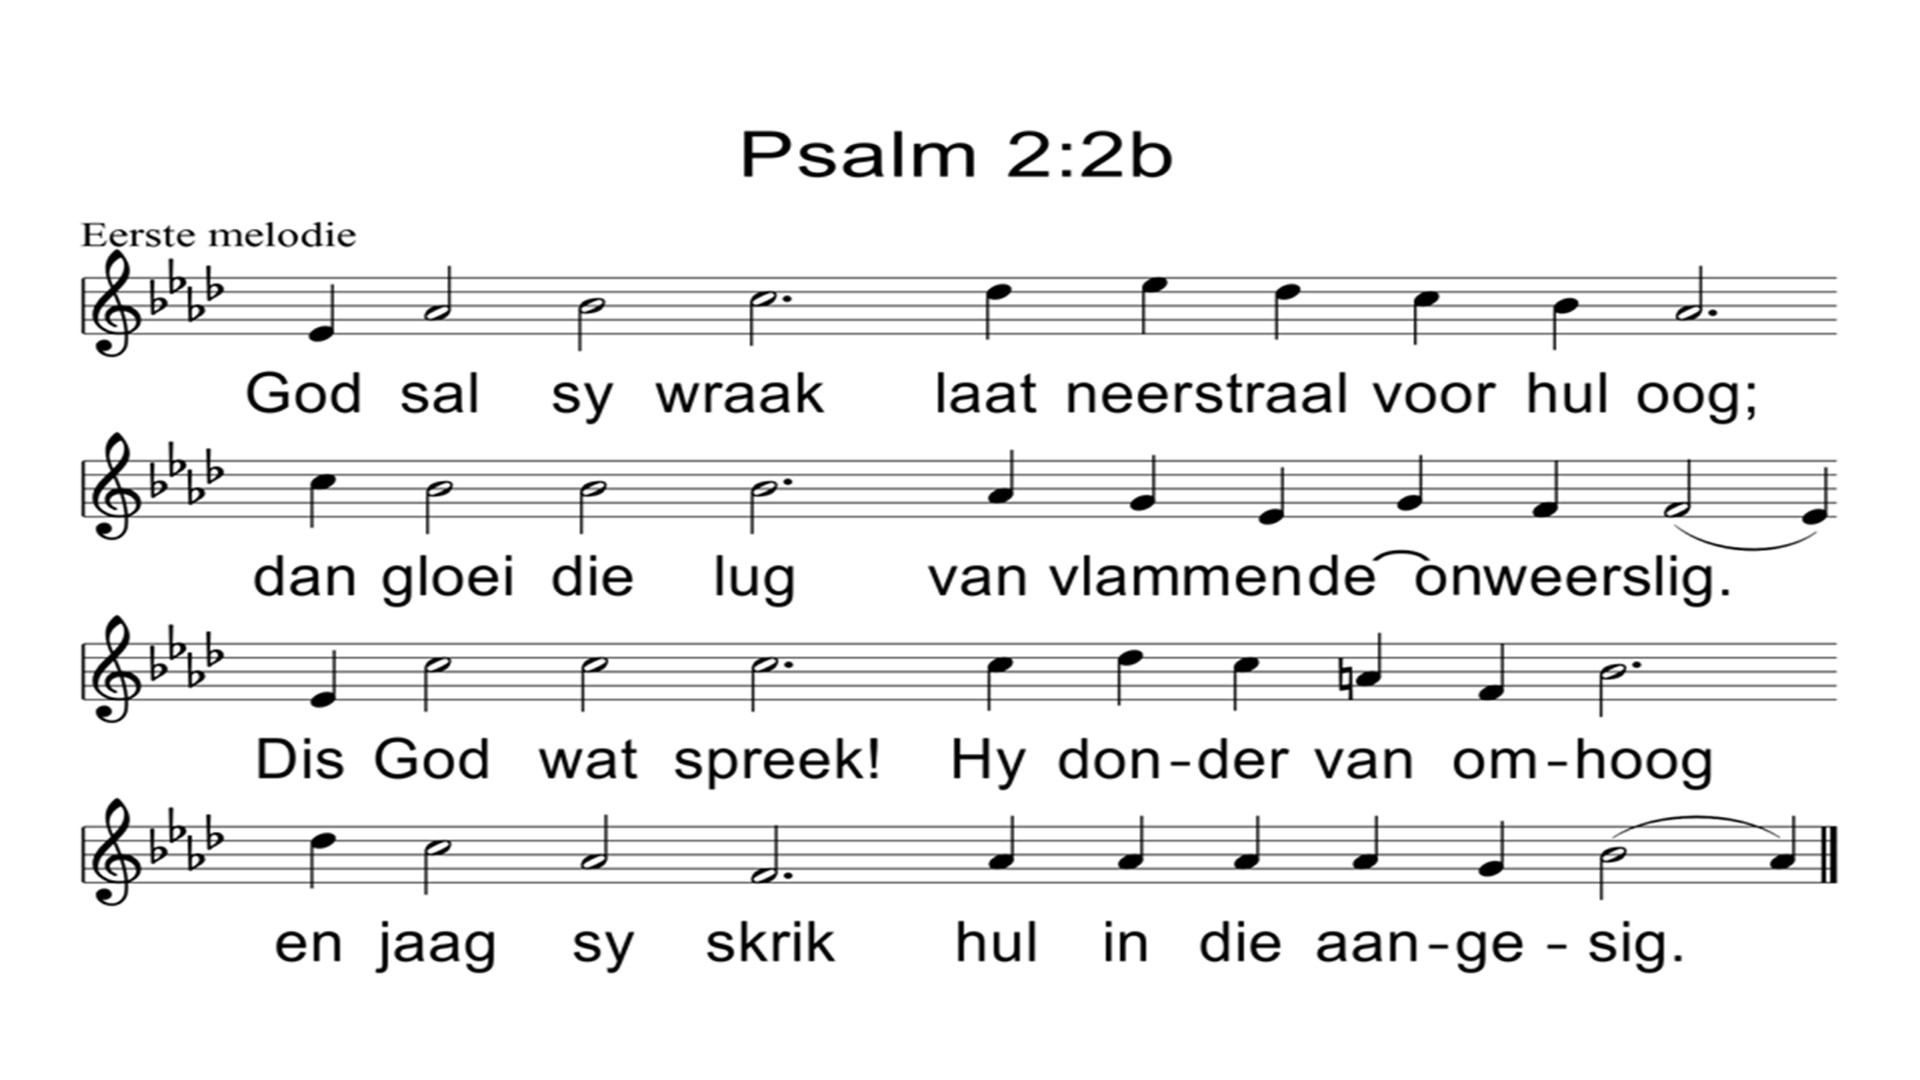 Psalm 2:2b
Eerste melodie
God sal sy wraak laat neerstraal voor hul oog;
dan gloei die lug van vlammende onweerslig.
Dis God wat spreek! Hy don-der van om-hoog
en jaag sy skrik hul in die aan-ge-sig.